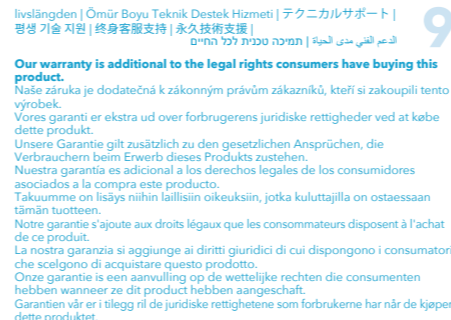 livslängden | Ömür Boyu Teknik Destek Hizmeti | テクニカルサポート |
평생 기술 지원 | 终身客服支持 | 永久技術支援 |
الدعم الفني مدى الحياة | תמיכה טכנית לכל החיים
9
Our warranty is additional to the legal rights consumers have buying this
product.
Naše záruka je dodatečná k zákonným právům zákazníků, kteří si zakoupili tento
výrobek.
Vores garanti er ekstra ud over forbrugerens juridiske rettigheder ved at købe
dette produkt.
Unsere Garantie gilt zusätzlich zu den gesetzlichen Ansprüchen, die
Verbrauchern beim Erwerb dieses Produkts zustehen.
Nuestra garantía es adicional a los derechos legales de los consumidores
asociados a la compra este producto.
Takuumme on lisäys niihin laillisiin oikeuksiin, jotka kuluttajilla on ostaessaan
tämän tuotteen.
Notre garantie s'ajoute aux droits légaux que les consommateurs disposent à l'achat
de ce produit.
La nostra garanzia si aggiunge ai diritti giuridici di cui dispongono i consumatori
che scelgono di acquistare questo prodotto.
Onze garantie is een aanvulling op de wettelijke rechten die consumenten
hebben wanneer ze dit product hebben aangeschaft.
Garantien vår er i tilegg ril de juridiske rettighetene som forbrukerne har når de kjøper
dette produktet.